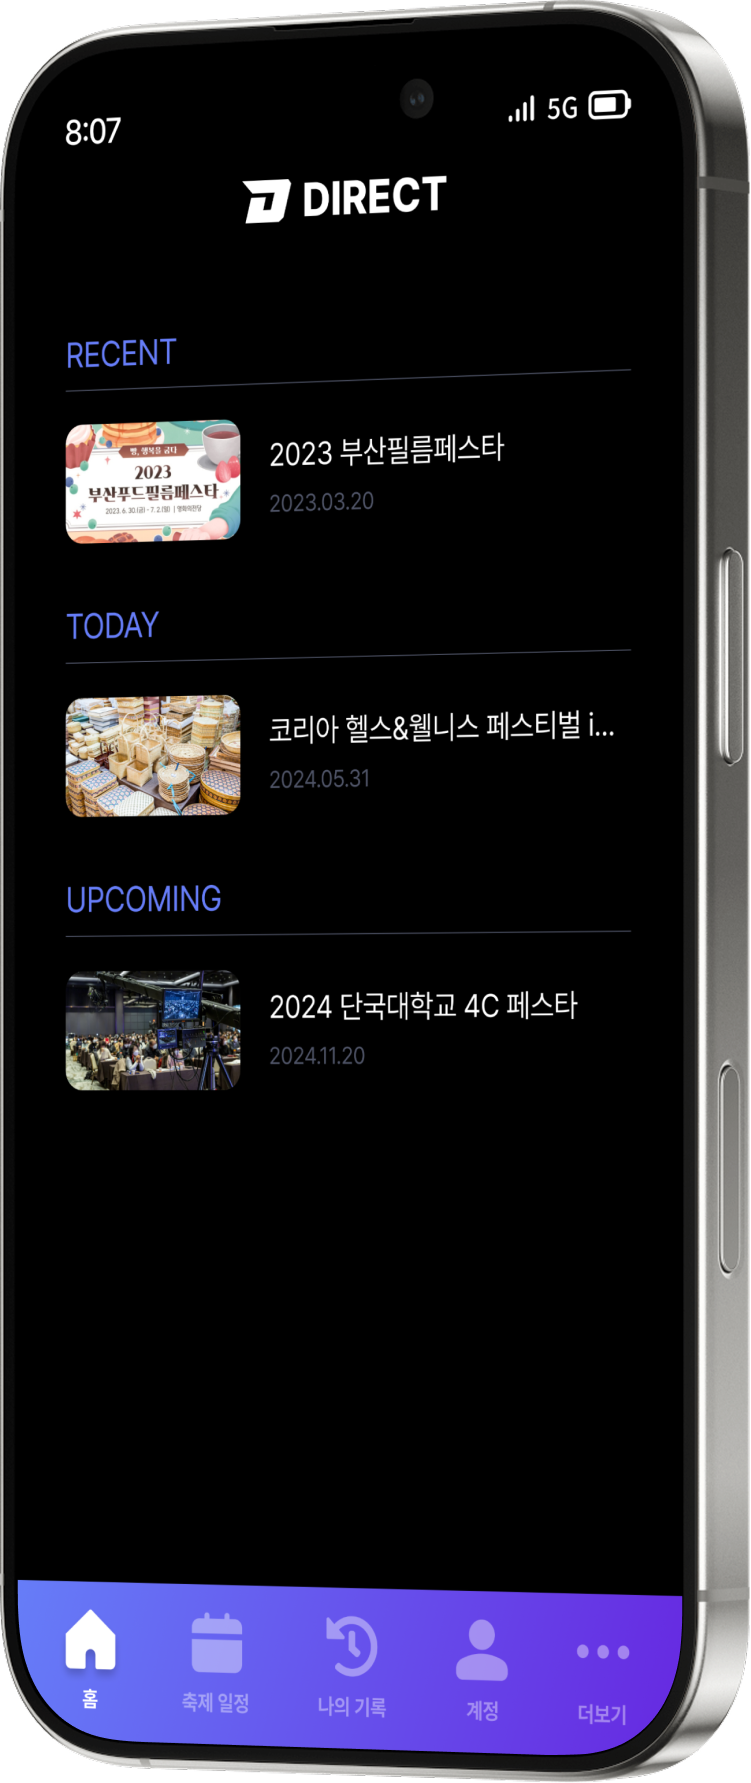 8:07
5G
DIRECT
RECENT
빵, 행복을 굽다
2023
부산푸드필름페스타
2023. 6. 30.(금) - 7. 2.(일) | 영화의전당
2023 부산필름페스타
2023.03.20
TODAY
코리아 헬스&웰니스 페스티벌 i...
2024.05.31
UPCOMING
2024 단국대학교 4C 페스타
2024.11.20
홈
축제 일정
나의 기록
계정
더보기